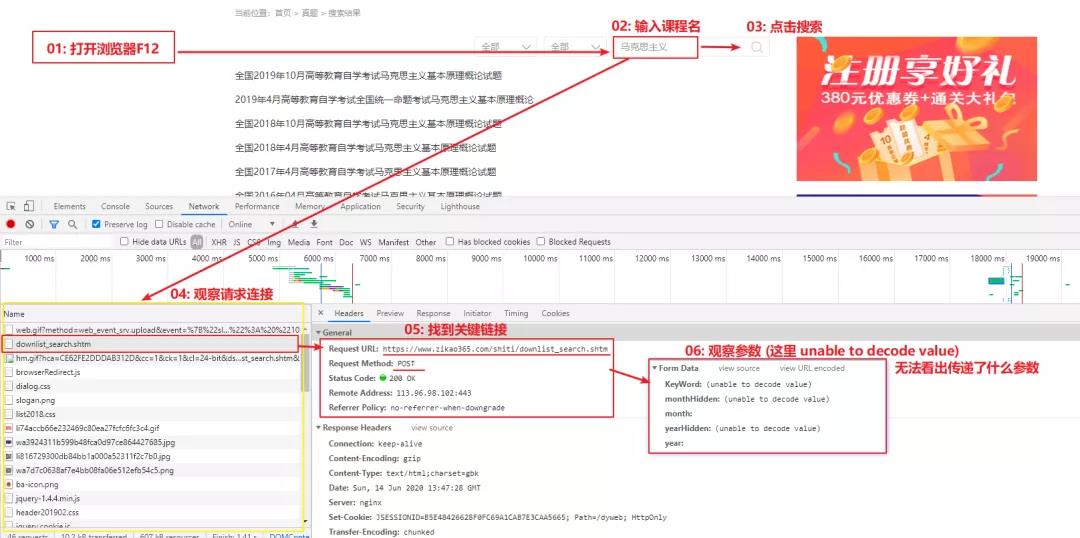 当前位置: 首页 > 真题 > 搜索结果
01: 打开浏览器F12
02: 输入课程名
03: 点击搜索
全部
全部
马克思主义
全国2019年10月高等教育自学考试马克思主义基本原理概论试题
2019年4月高等教育自学考试全国统一命题考试马克思主义基本原理概论
全国2018年10月高等教育自学考试马克思主义基本原理概论试题
全国2018年4月高等教育自学考试马克思主义基本原理概论试题
全国2017年4月高等教育自学考试马克思主义基本原理概论试题
全国2016年04月高等教育自学考试马克思主义基本原理概论试题
注册享好礼
380元优惠券+通关大礼包
Elements Console Sources Network Performance Memory Application Security Lighthouse
Preserve log Disable cache Online
Filter Hide data URLs All XHR JS CSS Img Media Font Doc WS Manifest Other Has blocked cookies Blocked Requests
1000 ms 2000 ms 3000 ms 4000 ms 5000 ms 6000 ms 7000 ms 8000 ms 9000 ms 10000 ms 11000 ms 12000 ms 13000 ms 14000 ms 15000 ms 16000 ms 17000 ms 18000 ms 19000 ms
04: 观察请求连接
Name
web.gif?method=web_event_srv.upload&event=%7B%22sl...%22%3A%20%2210
downlist_search.shtm
hm.gif?hca=CE62FE2DDDAB312D&cc=1&ck=1&cl=24-bit&ds...st_search.shtm&
browserRedirect.js
dialog.css
slogan.png
list2018.css
li74accb66e232469c80ea27fcfc6fc3c4.gif
wa3924311b599b48fca0d97ce864427685.jpg
li816729300db84bb1a000a52311f2c7b0.jpg
wa7d7c0638af7e4bb08fa06e512efb54c5.png
ba-icon.png
jquery-1.4.4.min.js
header201902.css
jquery.cookie.js
46 requests 10.2 kB transferred 607 kB resources Finish: 1.41 s DOMConte
Headers Preview Response Initiator Timing Cookies
05: 找到关键链接
General
Request URL: https://www.zikao365.com/shiti/downlist_search.shtm
Request Method: POST
Status Code: 200 OK
Remote Address: 113.96.98.102:443
Referrer Policy: no-referrer-when-downgrade
Response Headers view source
Connection: keep-alive
Content-Encoding: gzip
Content-Type: text/html;charset=gbk
Date: Sun, 14 Jun 2020 13:47:28 GMT
Server: nginx
Set-Cookie: JSESSIONID=B5E48426628F0FC69A1CAB7E3CAA5665; Path=/dyweb; HttpOnly
Transfer-Encoding: chunked
06: 观察参数 (这里 unable to decode value)
无法看出传递了什么参数
Form Data view source view URL encoded
KeyWord: (unable to decode value)
monthHidden: (unable to decode value)
month:
yearHidden: (unable to decode value)
year: